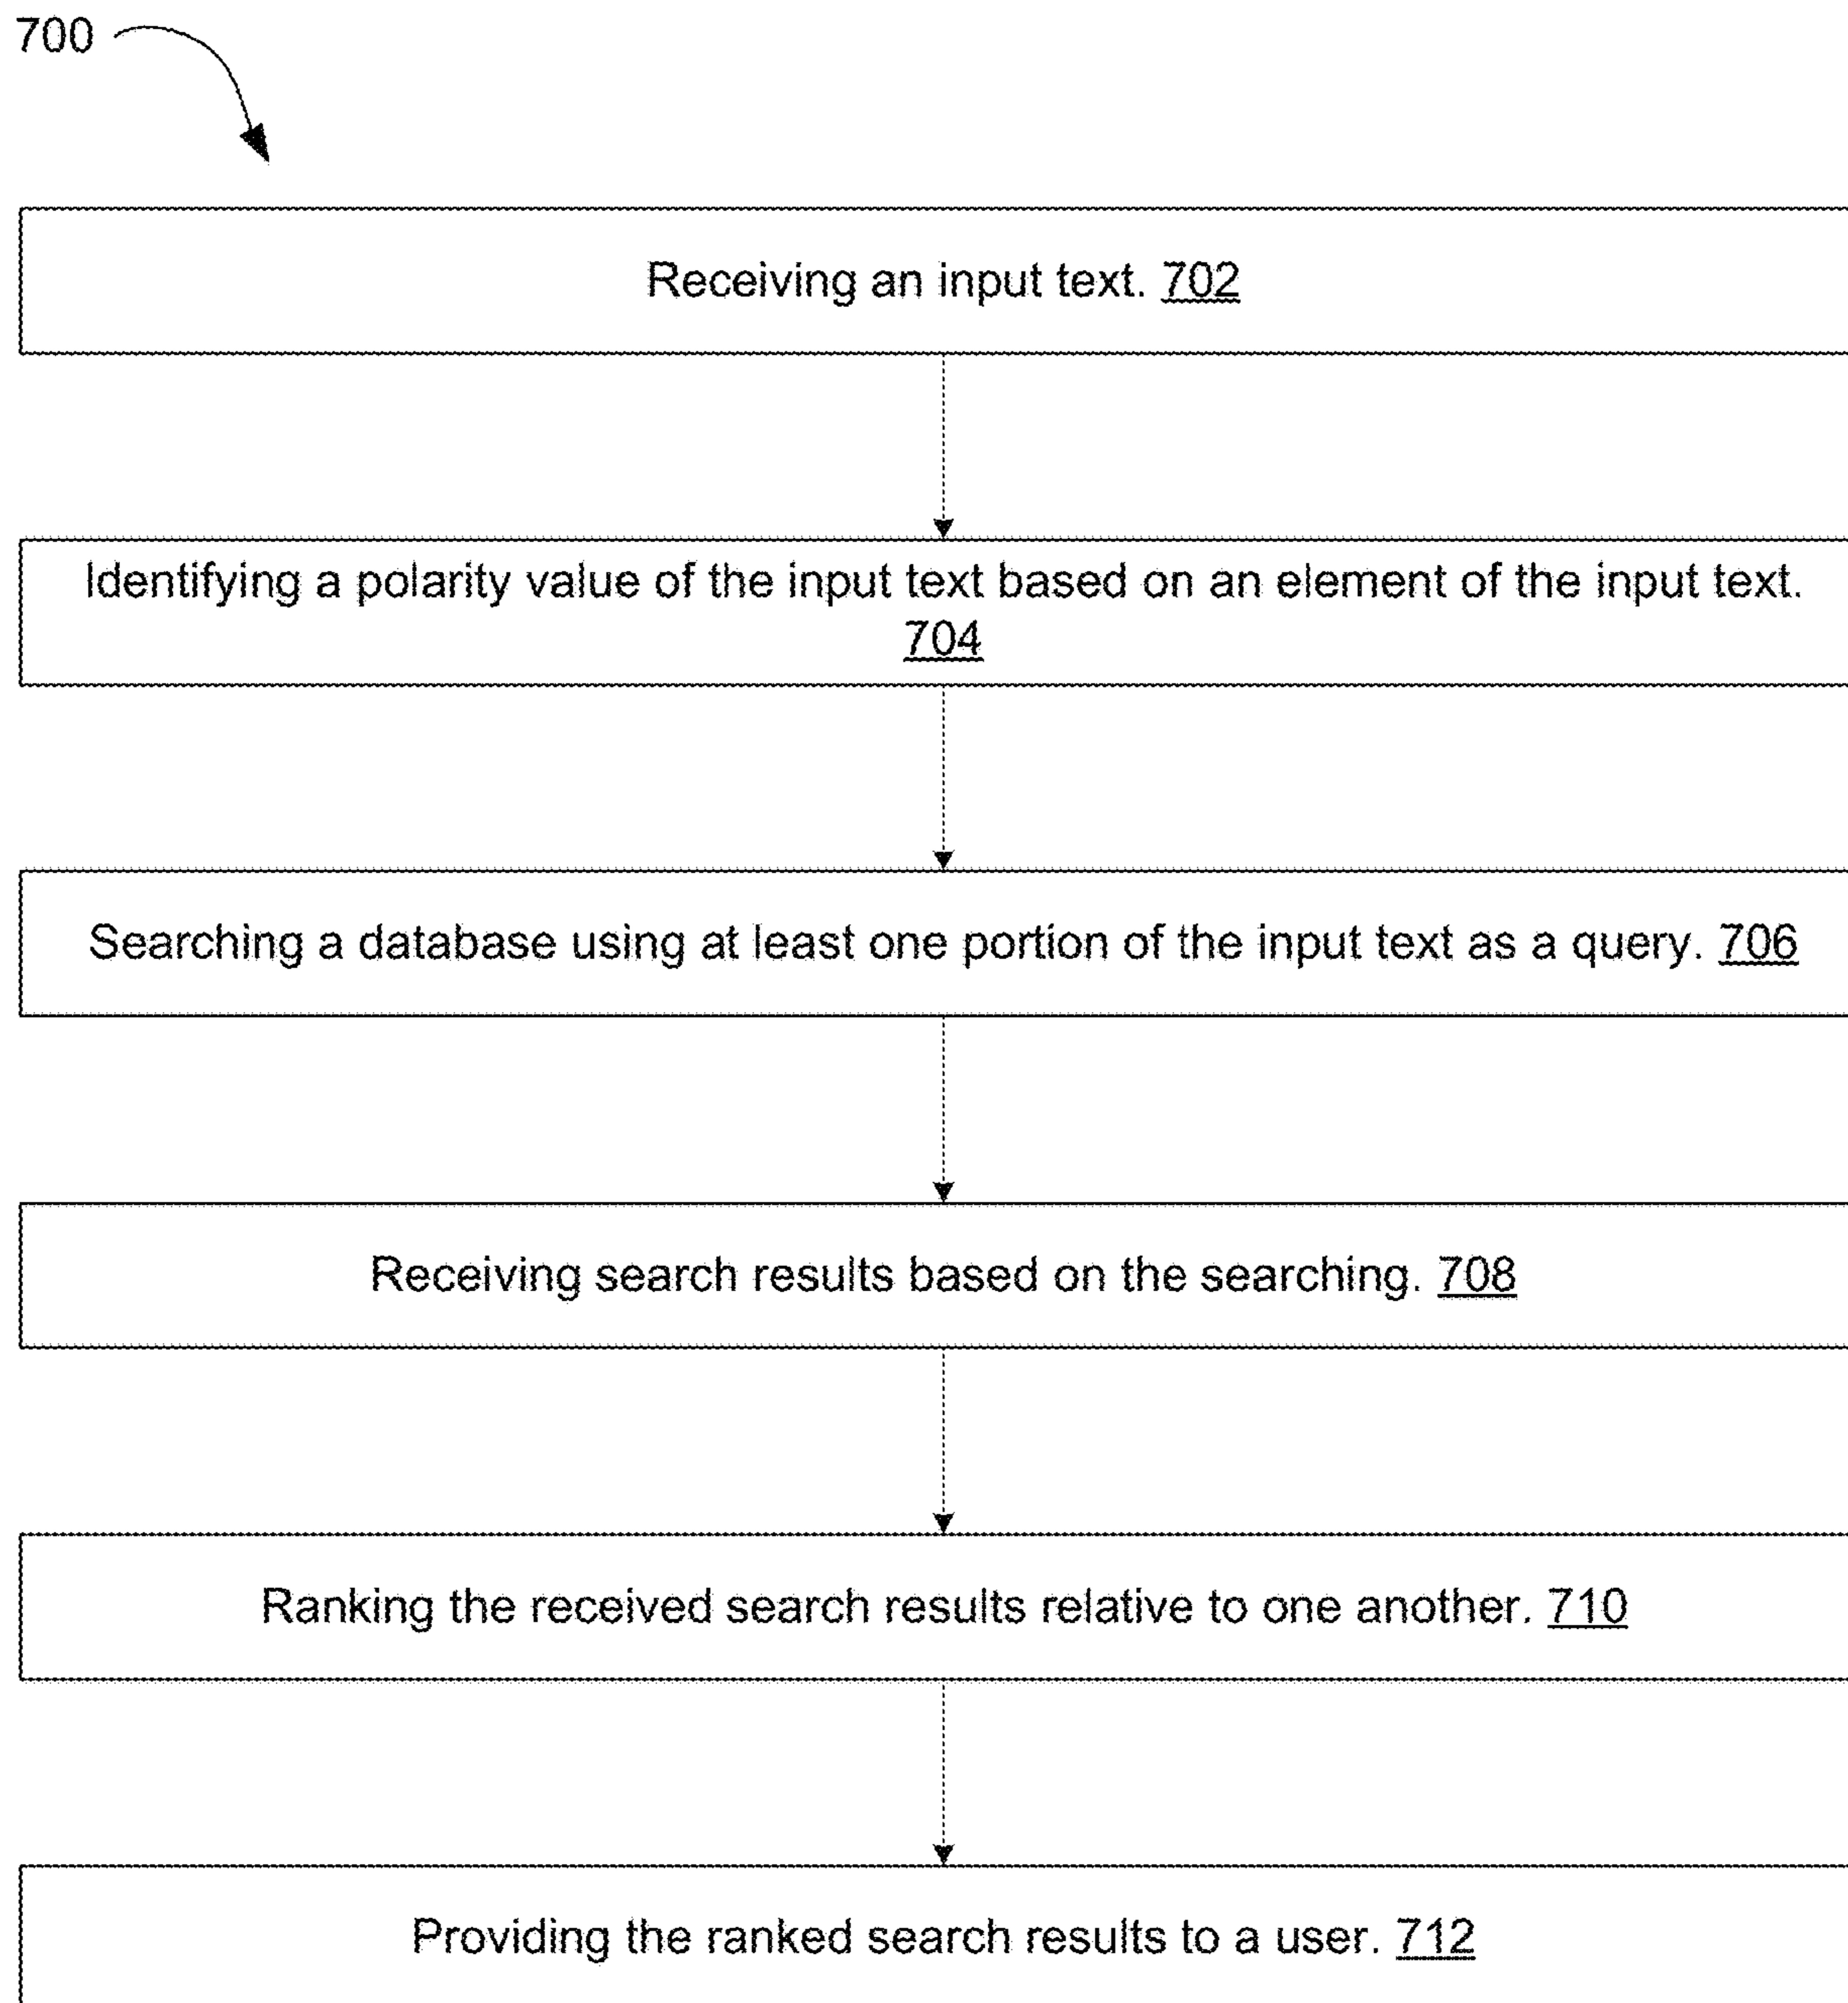 700
Receiving an input text. 702
Identifying a polarity value of the input text based on an element of the input text.
704
Searching a database using at least one portion of the input text as a query. 706
Receiving search results based on the searching. 708
Ranking the received search results relative to one another. 710
Providing the ranked search results to a user. 712